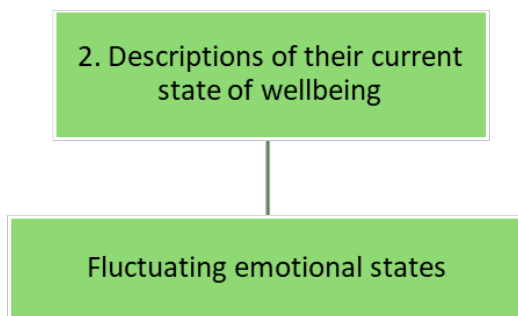 2. Descriptions of their current
state of wellbeing
Fluctuating emotional states